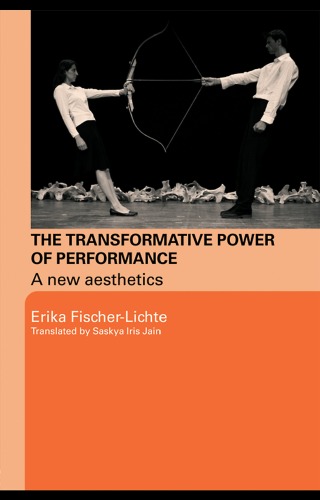 THE TRANSFORMATIVE POWER
OF PERFORMANCE
A new aesthetics
Erika Fischer-Lichte
Translated by Saskya Iris Jain